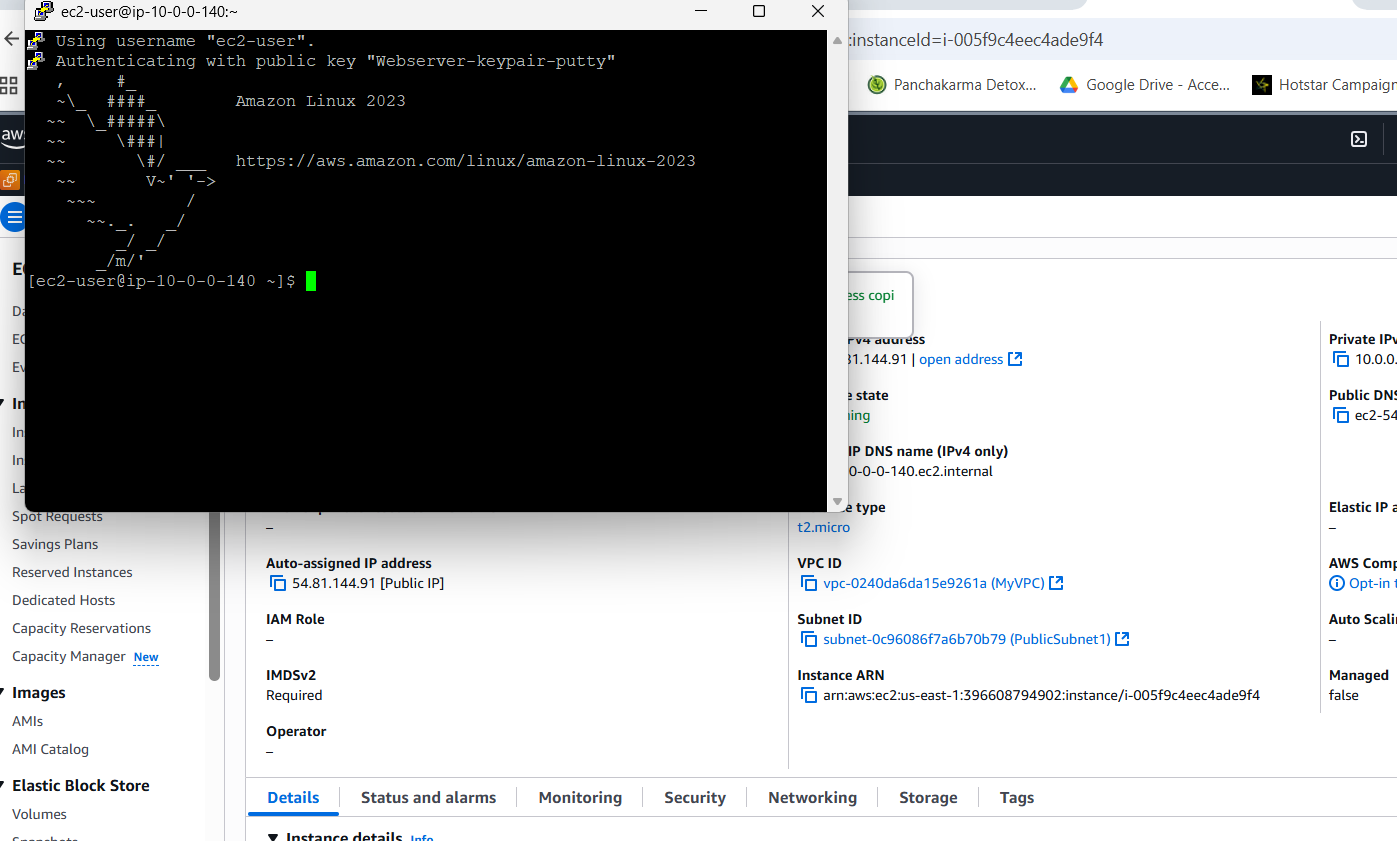 ec2-user@ip-10-0-0-140:~
Using username "ec2-user".
Authenticating with public key "Webserver-keypair-putty"
   ,     #_
   ~\_  ####_        Amazon Linux 2023
  ~~  \_#####\
  ~~     \###|
  ~~       \#/ ___   https://aws.amazon.com/linux/amazon-linux-2023
   ~~       V~' '->
    ~~~         /
      ~~._.   _/
         _/ _/
       _/m/'
[ec2-user@ip-10-0-0-140 ~]$
:instanceId=i-005f9c4eec4ade9f4
Panchakarma Detox...
Google Drive - Acce...
Hotstar Campaign
aws
Spot Requests
Savings Plans
Reserved Instances
Dedicated Hosts
Capacity Reservations
Capacity Manager New
Images
AMIs
AMI Catalog
Elastic Block Store
Volumes
Snapshots
–
Auto-assigned IP address
54.81.144.91 [Public IP]
IAM Role
–
IMDSv2
Required
Operator
–
ess copi
Pv4 address
81.144.91 | open address
e state
ning
IP DNS name (IPv4 only)
0-0-0-140.ec2.internal
e type
t2.micro
VPC ID
vpc-0240da6da15e9261a (MyVPC)
Subnet ID
subnet-0c96086f7a6b70b79 (PublicSubnet1)
Instance ARN
arn:aws:ec2:us-east-1:396608794902:instance/i-005f9c4eec4ade9f4
Private IPv
10.0.0.
Public DNS
ec2-54
Elastic IP a
–
AWS Comp
Opt-in t
Auto Scali
–
Managed
false
Details
Status and alarms
Monitoring
Security
Networking
Storage
Tags
Instance details Info